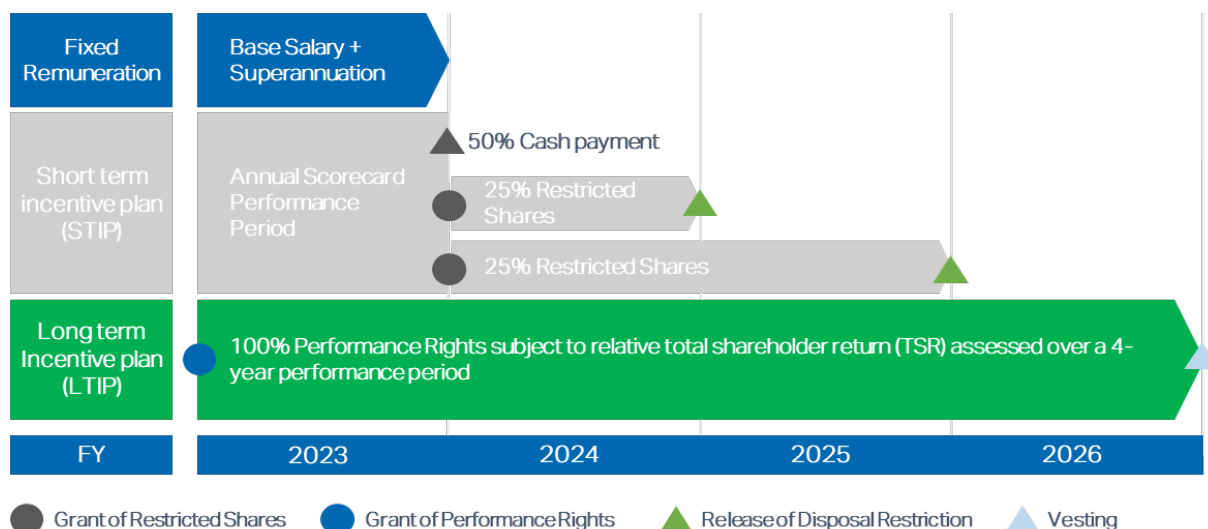 Fixed
Remuneration
Base Salary +
Superannuation
Short term
incentive plan
(STIP)
Annual Scorecard
Performance
Period
50% Cash payment
25% Restricted
Shares
25% Restricted Shares
Long term
Incentive plan
(LTIP)
100% Performance Rights subject to relative total shareholder return (TSR) assessed over a 4-
year performance period
FY
2023
2024
2025
2026
Grant of Restricted Shares
Grant of Performance Rights
Release of Disposal Restriction
Vesting